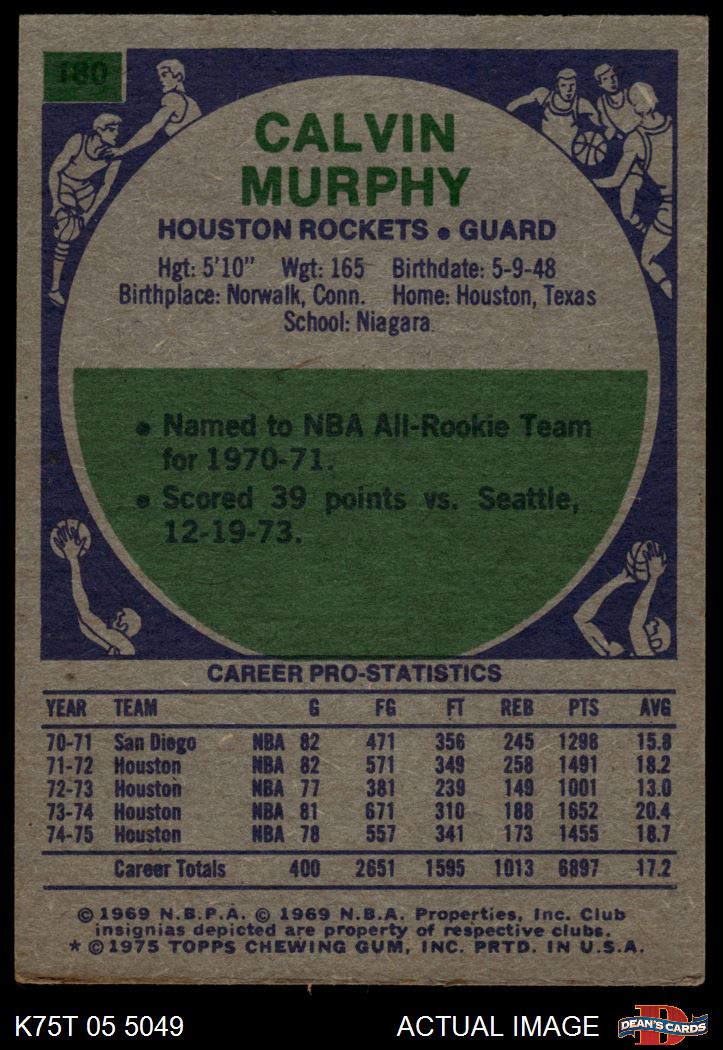 180
CALVIN
MURPHY
HOUSTON ROCKETS • GUARD
Hgt: 5'10" Wgt: 165 Birthdate: 5-9-48
Birthplace: Norwalk, Conn. Home: Houston, Texas
School: Niagara
• Named to NBA All-Rookie Team
for 1970-71.
• Scored 39 points vs. Seattle,
12-19-73.
CAREER PRO-STATISTICS
YEAR TEAM G FG FT REB PTS AVG
70-71 San Diego NBA 82 471 356 245 1298 15.8
71-72 Houston NBA 82 571 349 258 1491 18.2
72-73 Houston NBA 77 381 239 149 1001 13.0
73-74 Houston NBA 81 671 310 188 1652 20.4
74-75 Houston NBA 78 557 341 173 1455 18.7
Career Totals 400 2651 1595 1013 6897 17.2
© 1969 N.B.P.A. © 1969 N.B.A. Properties, Inc. Club
insignias depicted are property of respective clubs.
* © 1975 TOPPS CHEWING GUM, INC. PRTD. IN U.S.A.
K75T 05 5049 ACTUAL IMAGE DEAN'S CARDS